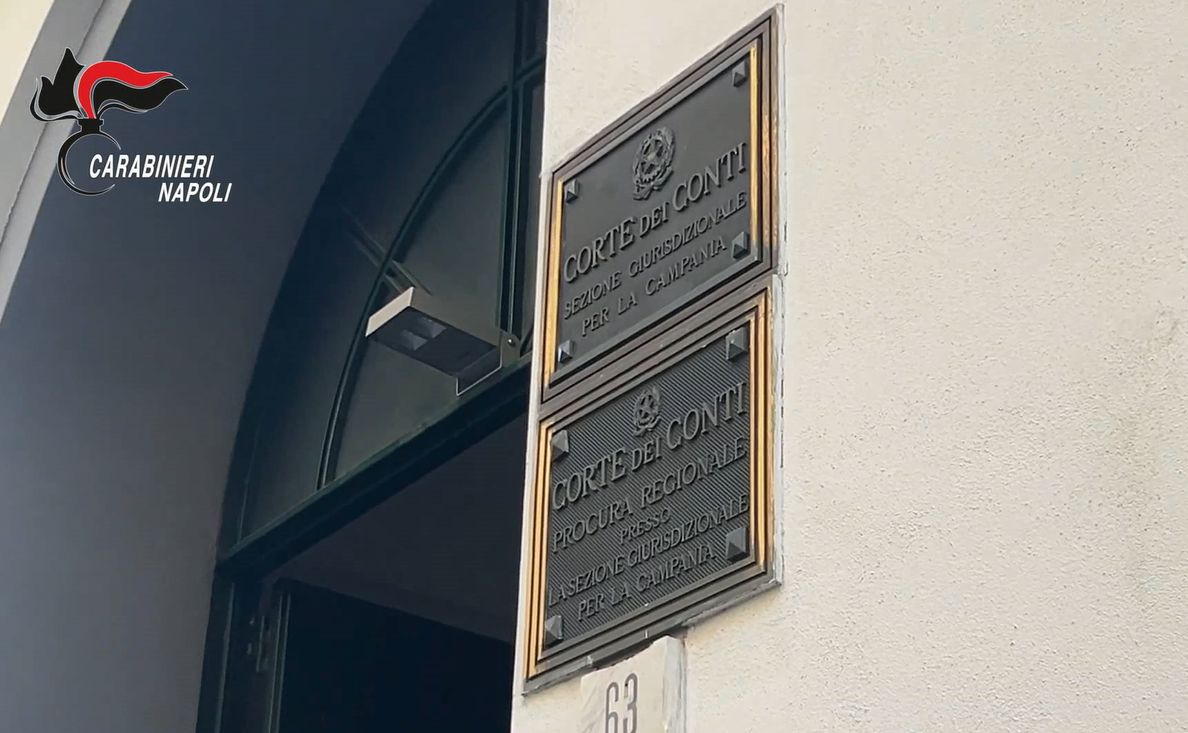 CARABINIERI
NAPOLI
CORTE DEI CONTI
SEZIONE GIURISDIZIONALE
PER LA CAMPANIA
CORTE DEI CONTI
PROCURA REGIONALE
PRESSO
LA SEZIONE GIURISDIZIONALE
PER LA CAMPANIA
63